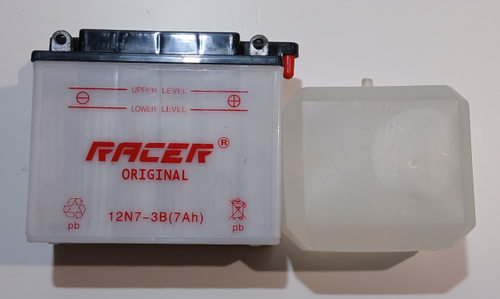 UPPER LEVEL
LOWER LEVEL
RACER®
ORIGINAL
12N7-3B(7Ah)
pb
pb